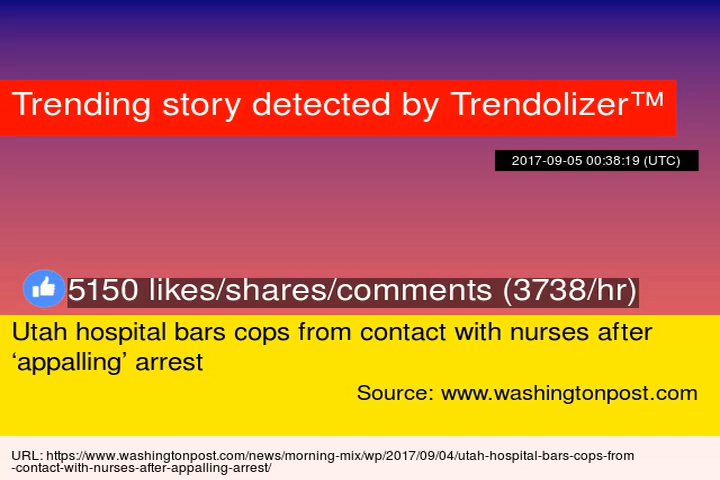 Trending story detected by Trendolizer™
2017-09-05 00:38:19 (UTC)
5150 likes/shares/comments (3738/hr)
Utah hospital bars cops from contact with nurses after
‘appalling’ arrest
Source: www.washingtonpost.com
URL: https://www.washingtonpost.com/news/morning-mix/wp/2017/09/04/utah-hospital-bars-cops-from
-contact-with-nurses-after-appalling-arrest/